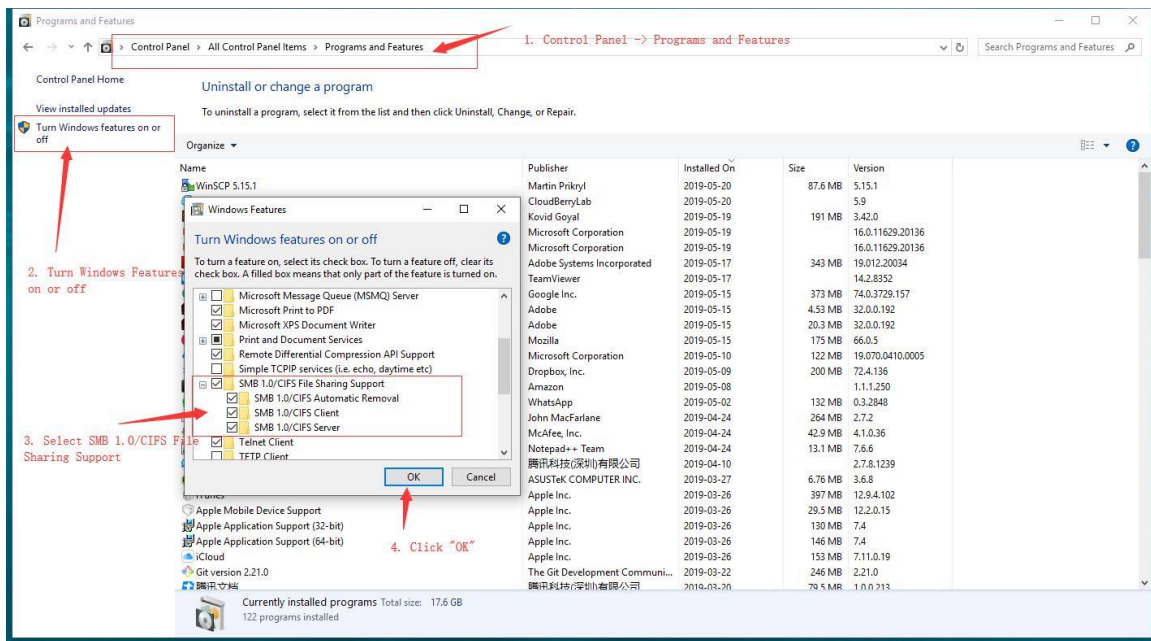 Programs and Features
Control Panel > All Control Panel Items > Programs and Features
1. Control Panel -> Programs and Features
Search Programs and Features
Control Panel Home
View installed updates
Turn Windows features on or
off
Uninstall or change a program
To uninstall a program, select it from the list and then click Uninstall, Change, or Repair.
Organize
Name Publisher Installed On Size Version
WinSCP 5.15.1 Martin Prikryl 2019-05-20 87.6 MB 5.15.1
CloudBerryLab 2019-05-20 5.9
Kovid Goyal 2019-05-19 191 MB 3.42.0
Microsoft Corporation 2019-05-19 16.0.11629.20136
Microsoft Corporation 2019-05-19 16.0.11629.20136
Adobe Systems Incorporated 2019-05-17 343 MB 19.012.20034
TeamViewer 2019-05-17 14.2.8352
Google Inc. 2019-05-15 373 MB 74.0.3729.157
Adobe 2019-05-15 4.53 MB 32.0.0.192
Adobe 2019-05-15 20.3 MB 32.0.0.192
Mozilla 2019-05-15 175 MB 66.0.5
Microsoft Corporation 2019-05-10 122 MB 19.070.0410.0005
Dropbox, Inc. 2019-05-09 200 MB 72.4.136
Amazon 2019-05-08 1.1.1.250
WhatsApp 2019-05-02 132 MB 0.3.2848
John MacFarlane 2019-04-24 264 MB 2.7.2
McAfee, Inc. 2019-04-24 42.9 MB 4.1.0.36
Notepad++ Team 2019-04-24 13.1 MB 7.6.6
腾讯科技(深圳)有限公司 2019-04-10 2.7.8.1239
ASUSTeK COMPUTER INC. 2019-03-27 6.76 MB 3.6.8
iTunes Apple Inc. 2019-03-26 397 MB 12.9.4.102
Apple Mobile Device Support Apple Inc. 2019-03-26 29.5 MB 12.2.0.15
Apple Application Support (32-bit) Apple Inc. 2019-03-26 130 MB 7.4
Apple Application Support (64-bit) Apple Inc. 2019-03-26 146 MB 7.4
iCloud Apple Inc. 2019-03-26 153 MB 7.11.0.19
Git version 2.21.0 The Git Development Communi... 2019-03-22 246 MB 2.21.0
腾讯文档 腾讯科技(深圳)有限公司 2019-03-20 79.5 MB 1.0.0.213
Windows Features
Turn Windows features on or off
To turn a feature on, select its check box. To turn a feature off, clear its
check box. A filled box means that only part of the feature is turned on.
Microsoft Message Queue (MSMQ) Server
Microsoft Print to PDF
Microsoft XPS Document Writer
Print and Document Services
Remote Differential Compression API Support
Simple TCPIP services (i.e. echo, daytime etc)
SMB 1.0/CIFS File Sharing Support
SMB 1.0/CIFS Automatic Removal
SMB 1.0/CIFS Client
SMB 1.0/CIFS Server
Telnet Client
TFTP Client
OK Cancel
2. Turn Windows Features
on or off
3. Select SMB 1.0/CIFS File
Sharing Support
4. Click "OK"
Currently installed programs Total size: 17.6 GB
122 programs installed